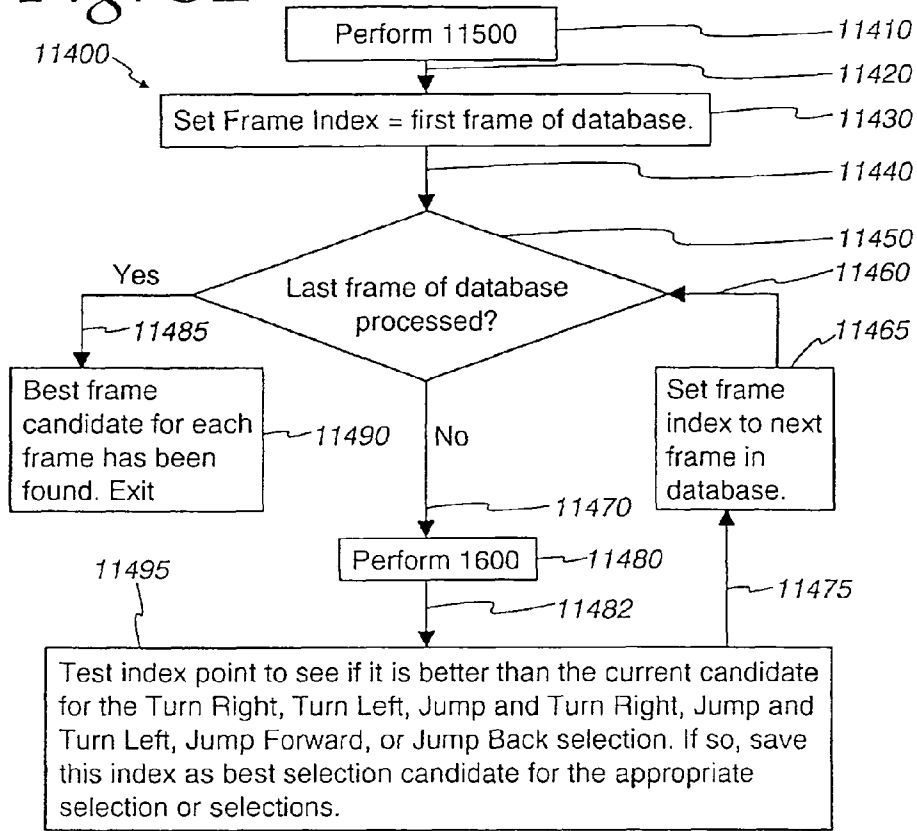 Perform 11500
11410
11400
11420
Set Frame Index = first frame of database.
11430
11440
11450
Yes
Last frame of database
processed?
11460
11485
11465
Best frame
candidate for each
frame has been
found. Exit
11490
No
Set frame
index to next
frame in
database.
11470
Perform 1600
11480
11495
11475
11482
Test index point to see if it is better than the current candidate
for the Turn Right, Turn Left, Jump and Turn Right, Jump and
Turn Left, Jump Forward, or Jump Back selection. If so, save
this index as best selection candidate for the appropriate
selection or selections.